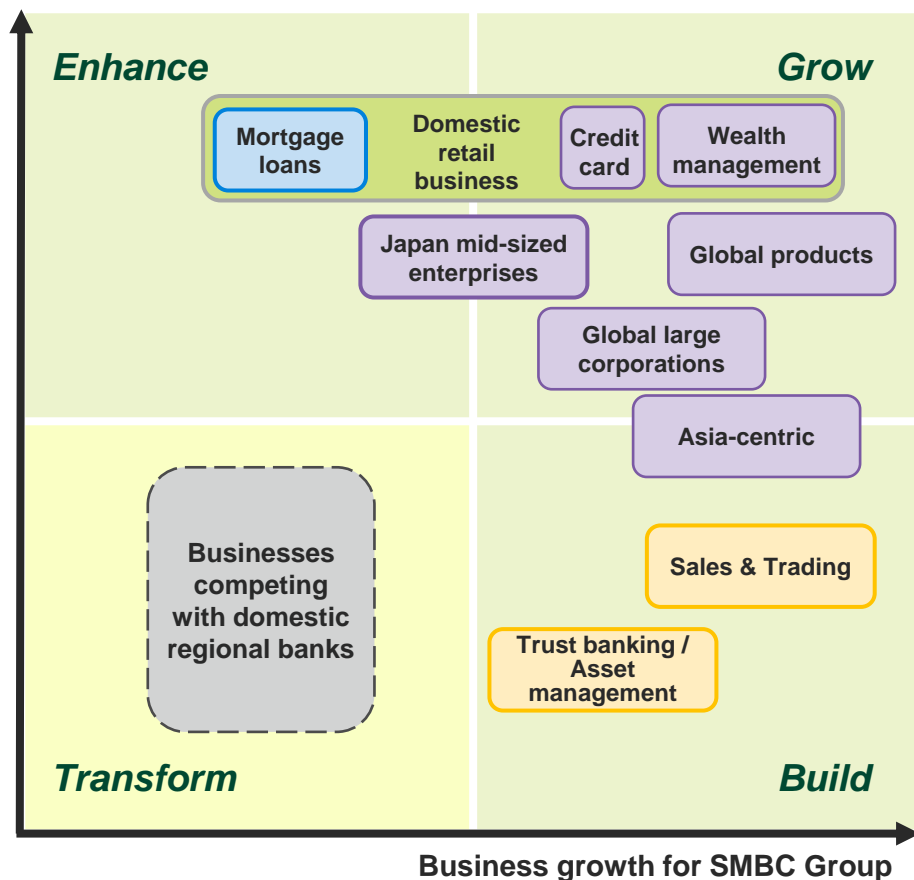 Enhance
Grow
Mortgage
loans
Domestic
retail
business
Credit
card
Wealth
management
Japan mid-sized
enterprises
Global products
Global large
corporations
Asia-centric
Businesses
competing
with domestic
regional banks
Sales & Trading
Trust banking /
Asset
management
Transform
Build
Business growth for SMBC Group